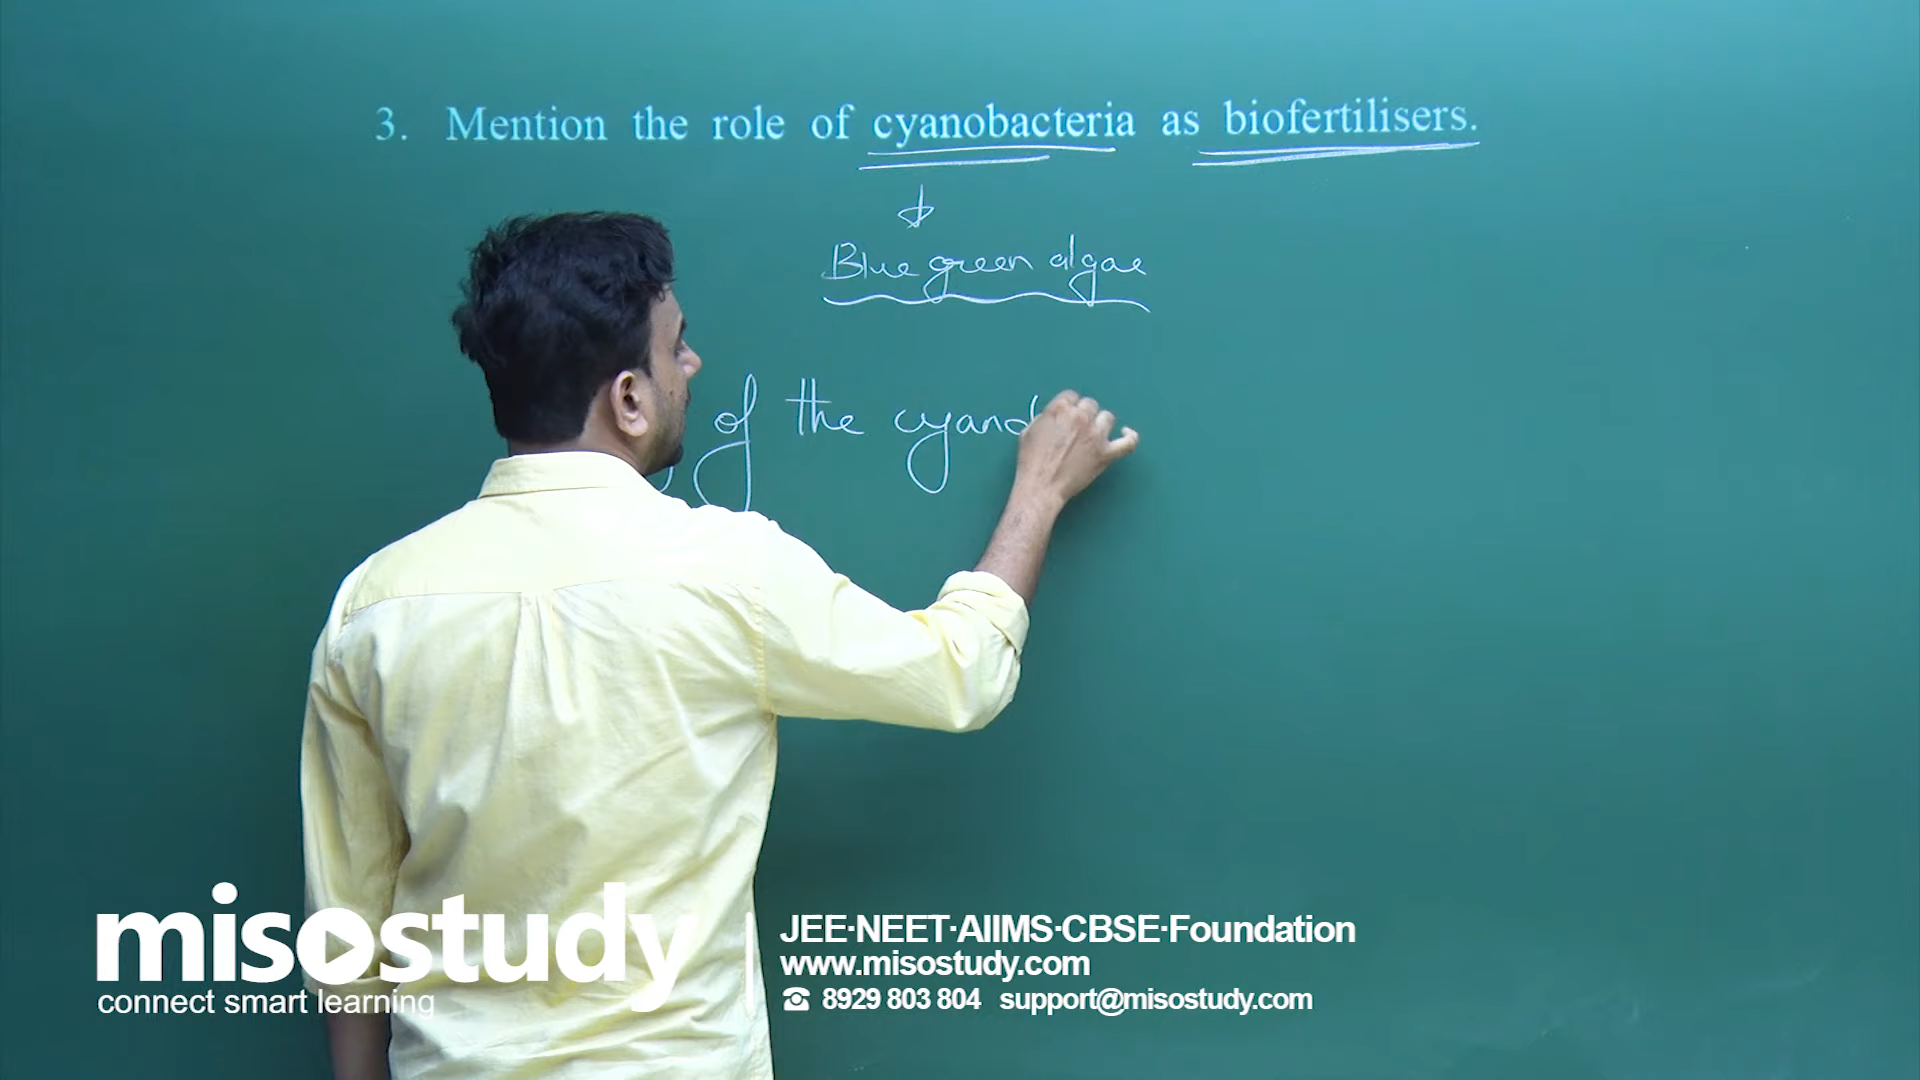 3. Mention the role of cyanobacteria as biofertilisers.
Blue green algae
of the
misostudy
connect smart learning
JEE·NEET·AIIMS·CBSE·Foundation
www.misostudy.com
8929 803 804 support@misostudy.com